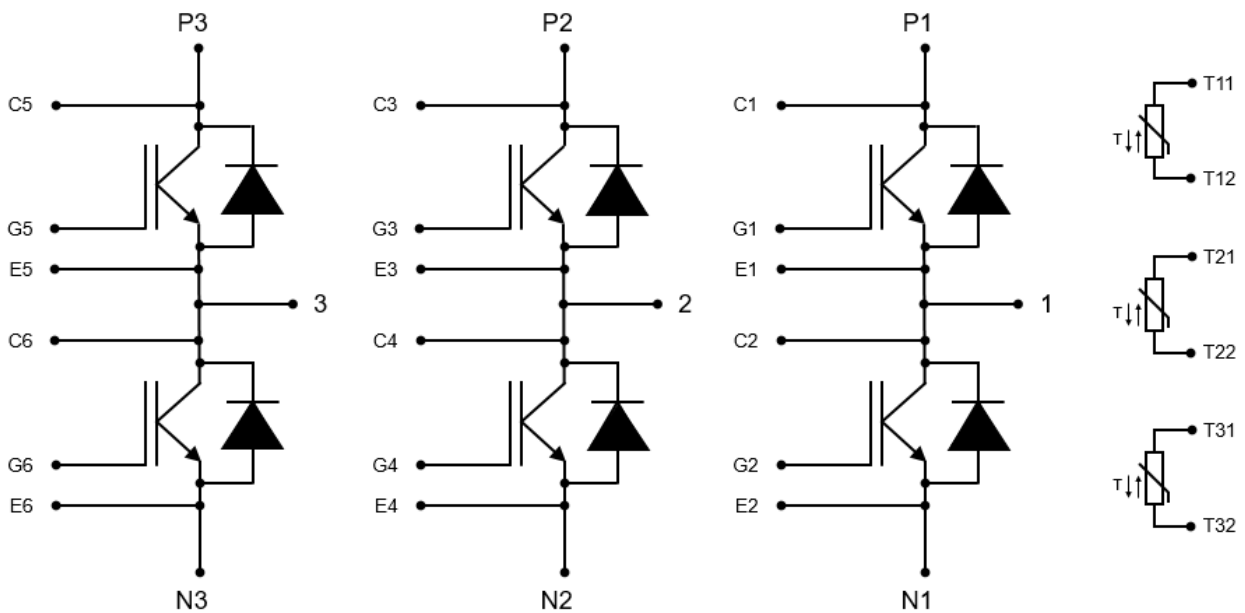 P3 P2 P1
C5 C3 C1 T11
T
T12
G5 G3 G1
E5 E3 E1 T21
3 2 1 T
C6 C4 C2 T22
T31
G6 G4 G2 T
E6 E4 E2
T32
N3 N2 N1